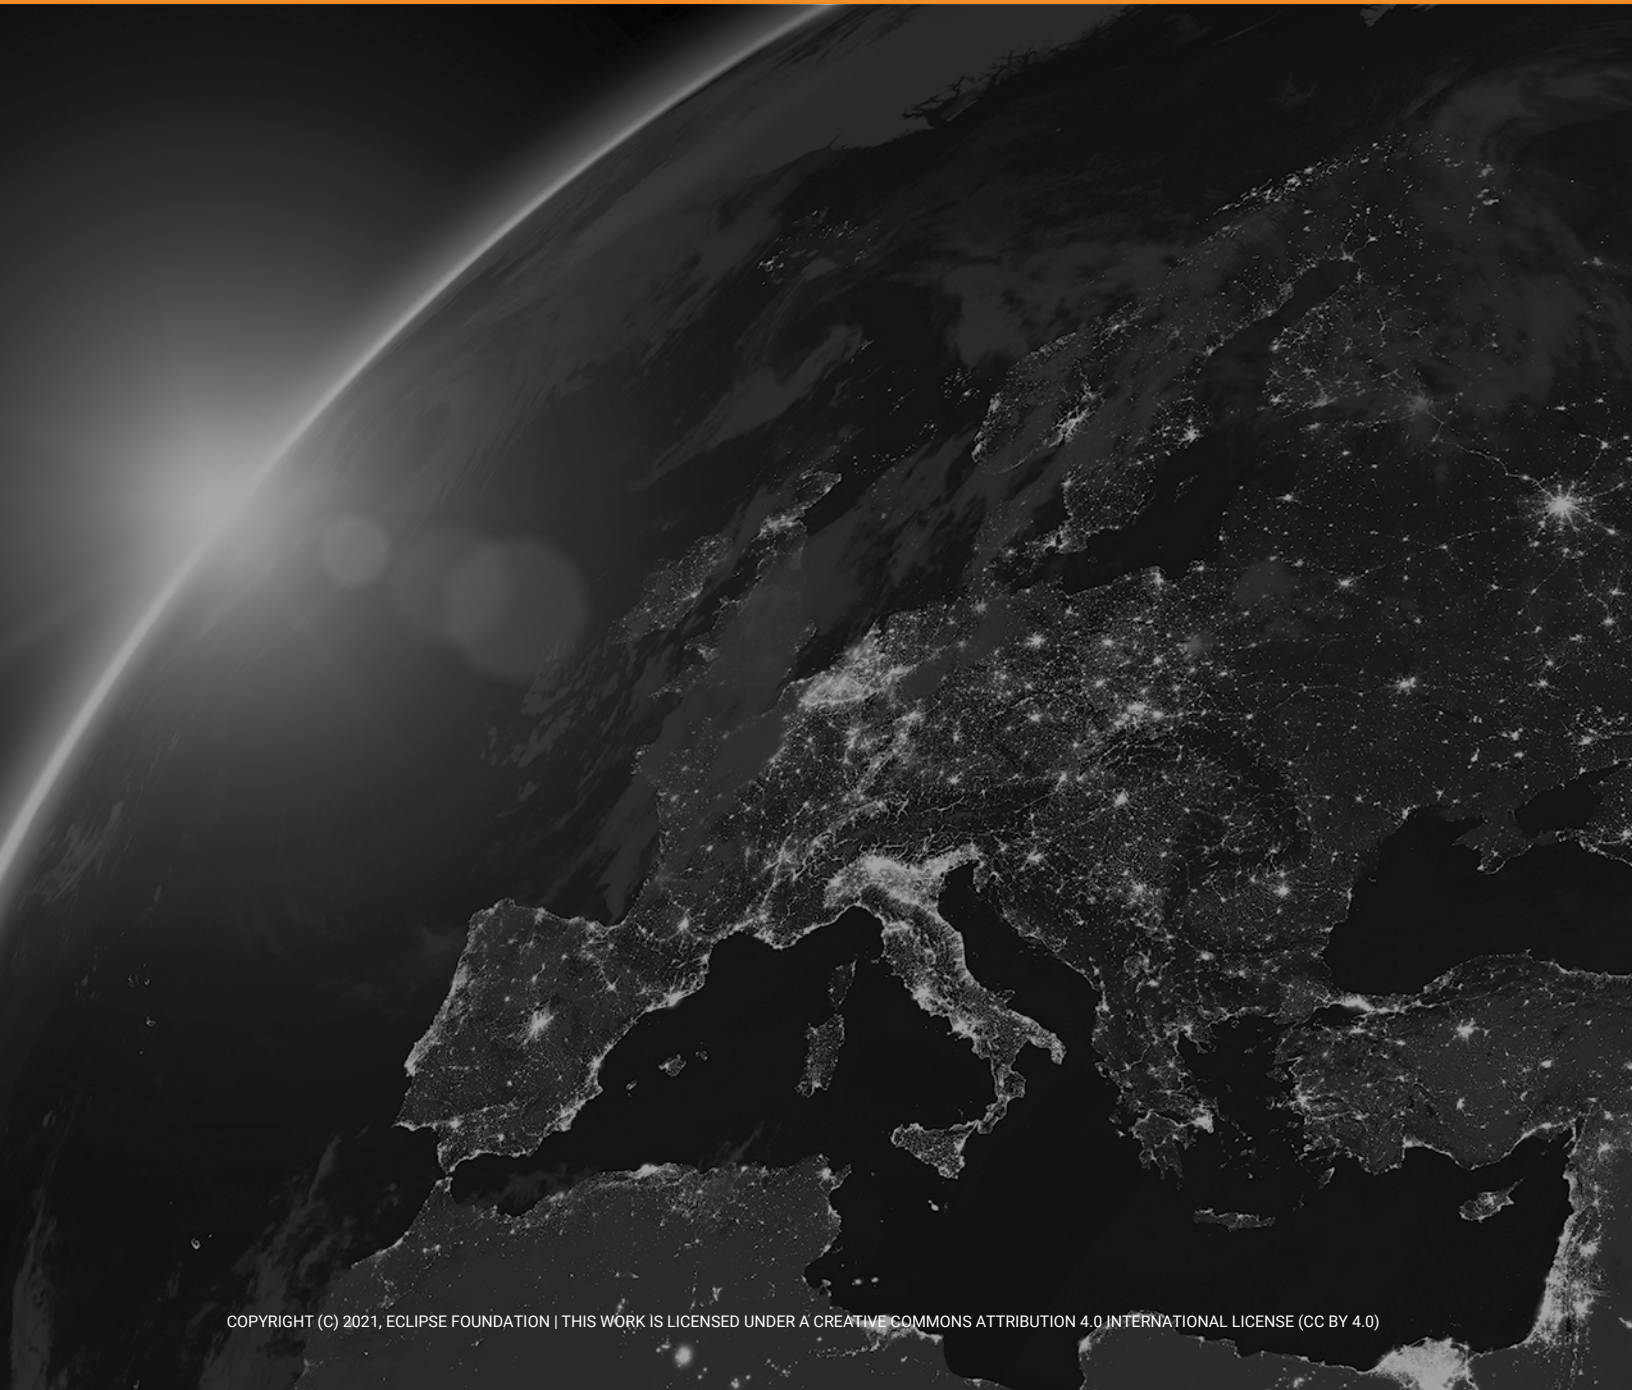 COPYRIGHT (C) 2021, ECLIPSE FOUNDATION | THIS WORK IS LICENSED UNDER A CREATIVE COMMONS ATTRIBUTION 4.0 INTERNATIONAL LICENSE (CC BY 4.0)